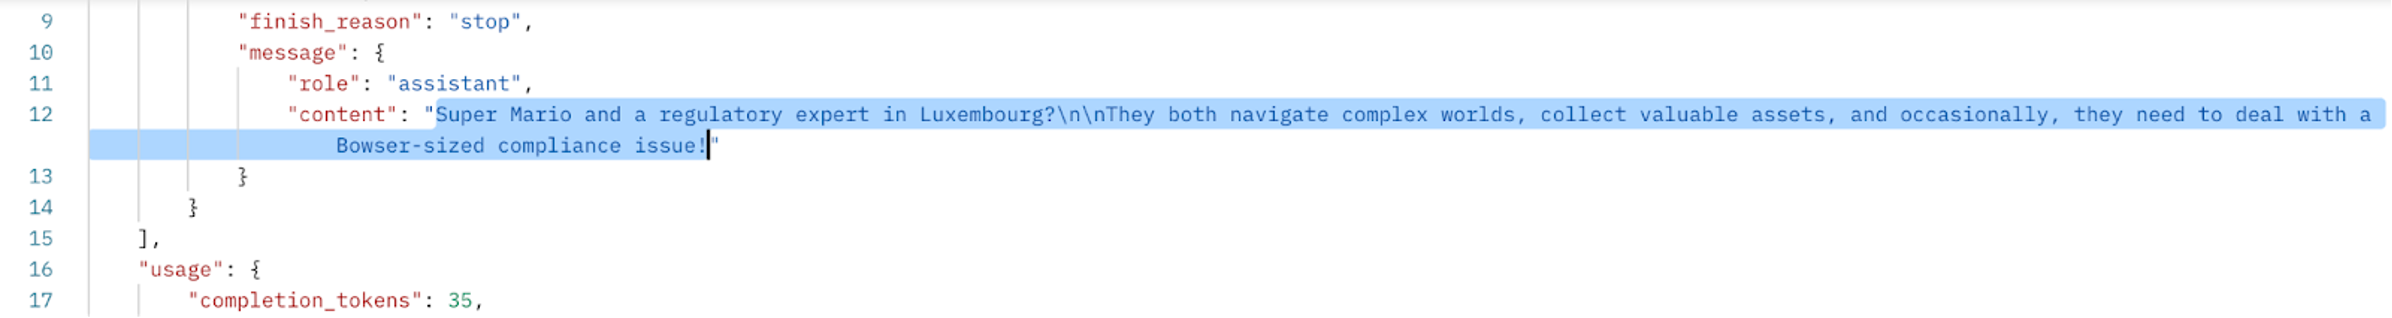 9 "finish_reason": "stop",
10 "message": {
11 "role": "assistant",
12 "content": "Super Mario and a regulatory expert in Luxembourg?\n\nThey both navigate complex worlds, collect valuable assets, and occasionally, they need to deal with a
Bowser-sized compliance issue!"
13 }
14 }
15 ],
16 "usage": {
17 "completion_tokens": 35,